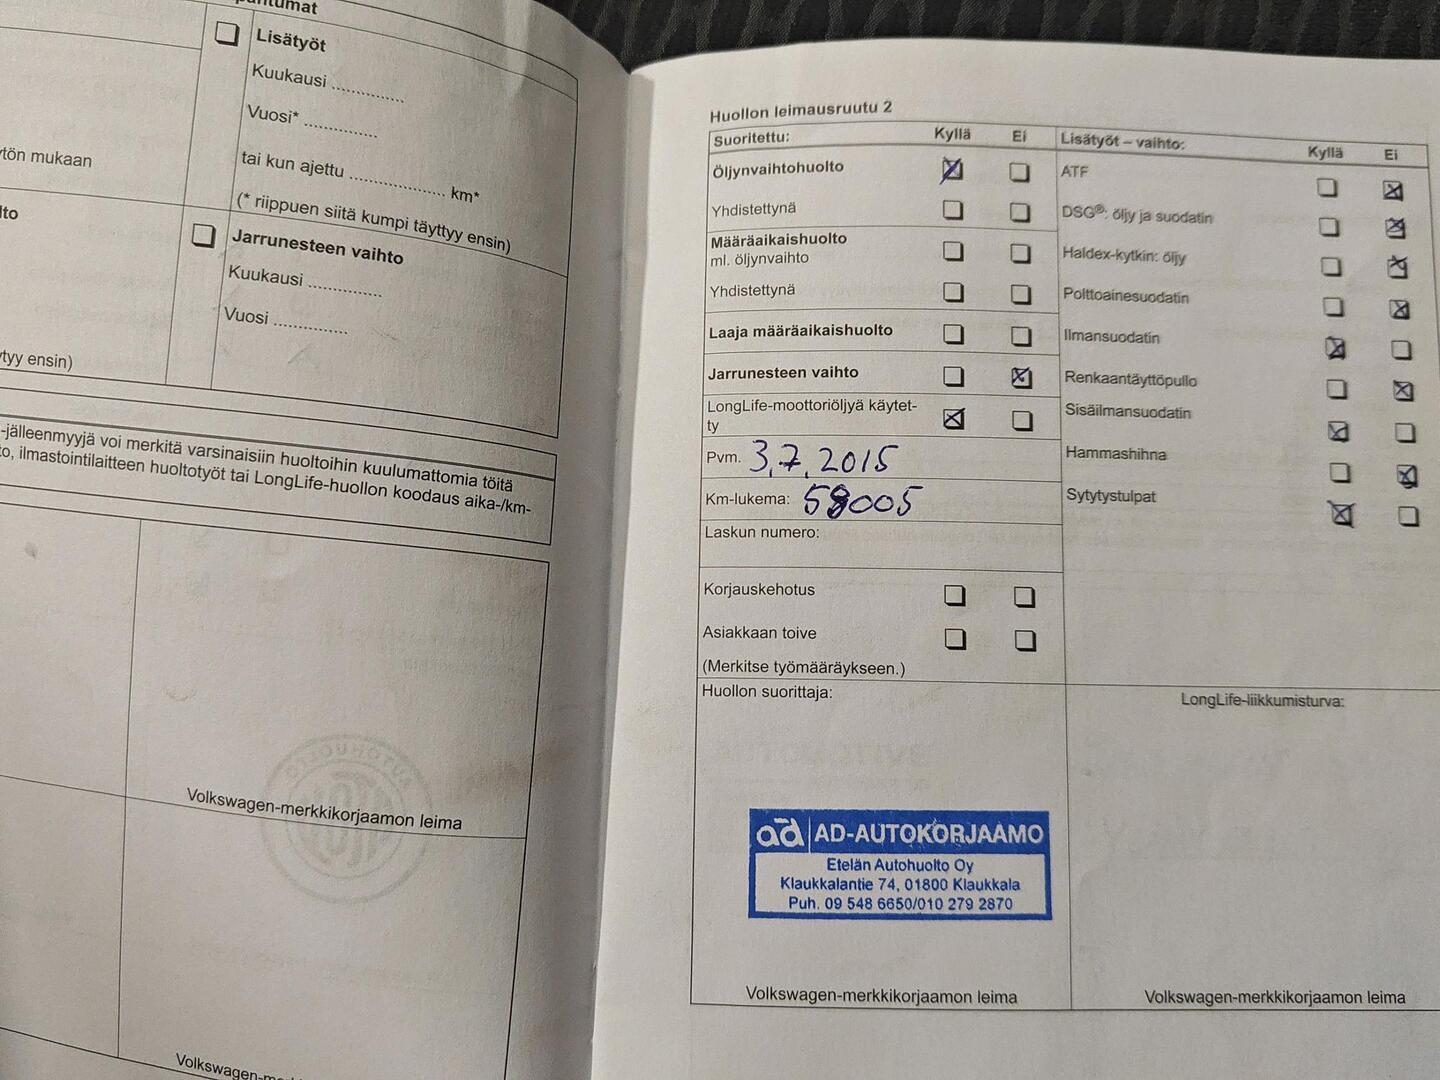 Lisätyöt
Kuukausi ..............
Vuosi* ..............
tai kun ajettu .................. km*
(* riippuen siitä kumpi täyttyy ensin)
Jarrunesteen vaihto
Kuukausi ..............
Vuosi ..............
mukaan
ensin)
-jälleenmyyjä voi merkitä varsinaisiin huoltoihin kuulumattomia töitä
ilmastointilaitteen huoltotyöt tai LongLife-huollon koodaus aika-/km-
Volkswagen-merkkikorjaamon leima
Huollon leimausruutu 2
Suoritettu: Kyllä Ei
Öljynvaihtohuolto
Yhdistettynä
Määräaikaishuolto
ml. öljynvaihto
Yhdistettynä
Laaja määräaikaishuolto
Jarrunesteen vaihto
LongLife-moottoriöljyä käytet-
ty
Pvm. 3.7.2015
Km-lukema: 58005
Laskun numero:
Korjauskehotus
Asiakkaan toive
(Merkitse työmääräykseen.)
Huollon suorittaja:
AD AD-AUTOKORJAAMO
Etelän Autohuolto Oy
Klaukkalantie 74, 01800 Klaukkala
Puh. 09 548 6650/010 279 2870
Volkswagen-merkkikorjaamon leima
Lisätyöt – vaihto: Kyllä Ei
ATF
DSG®: öljy ja suodatin
Haldex-kytkin: öljy
Polttoainesuodatin
Ilmansuodatin
Renkaantäyttöpullo
Sisäilmansuodatin
Hammashihna
Sytytystulpat
LongLife-liikkumisturva:
Volkswagen-merkkikorjaamon leima